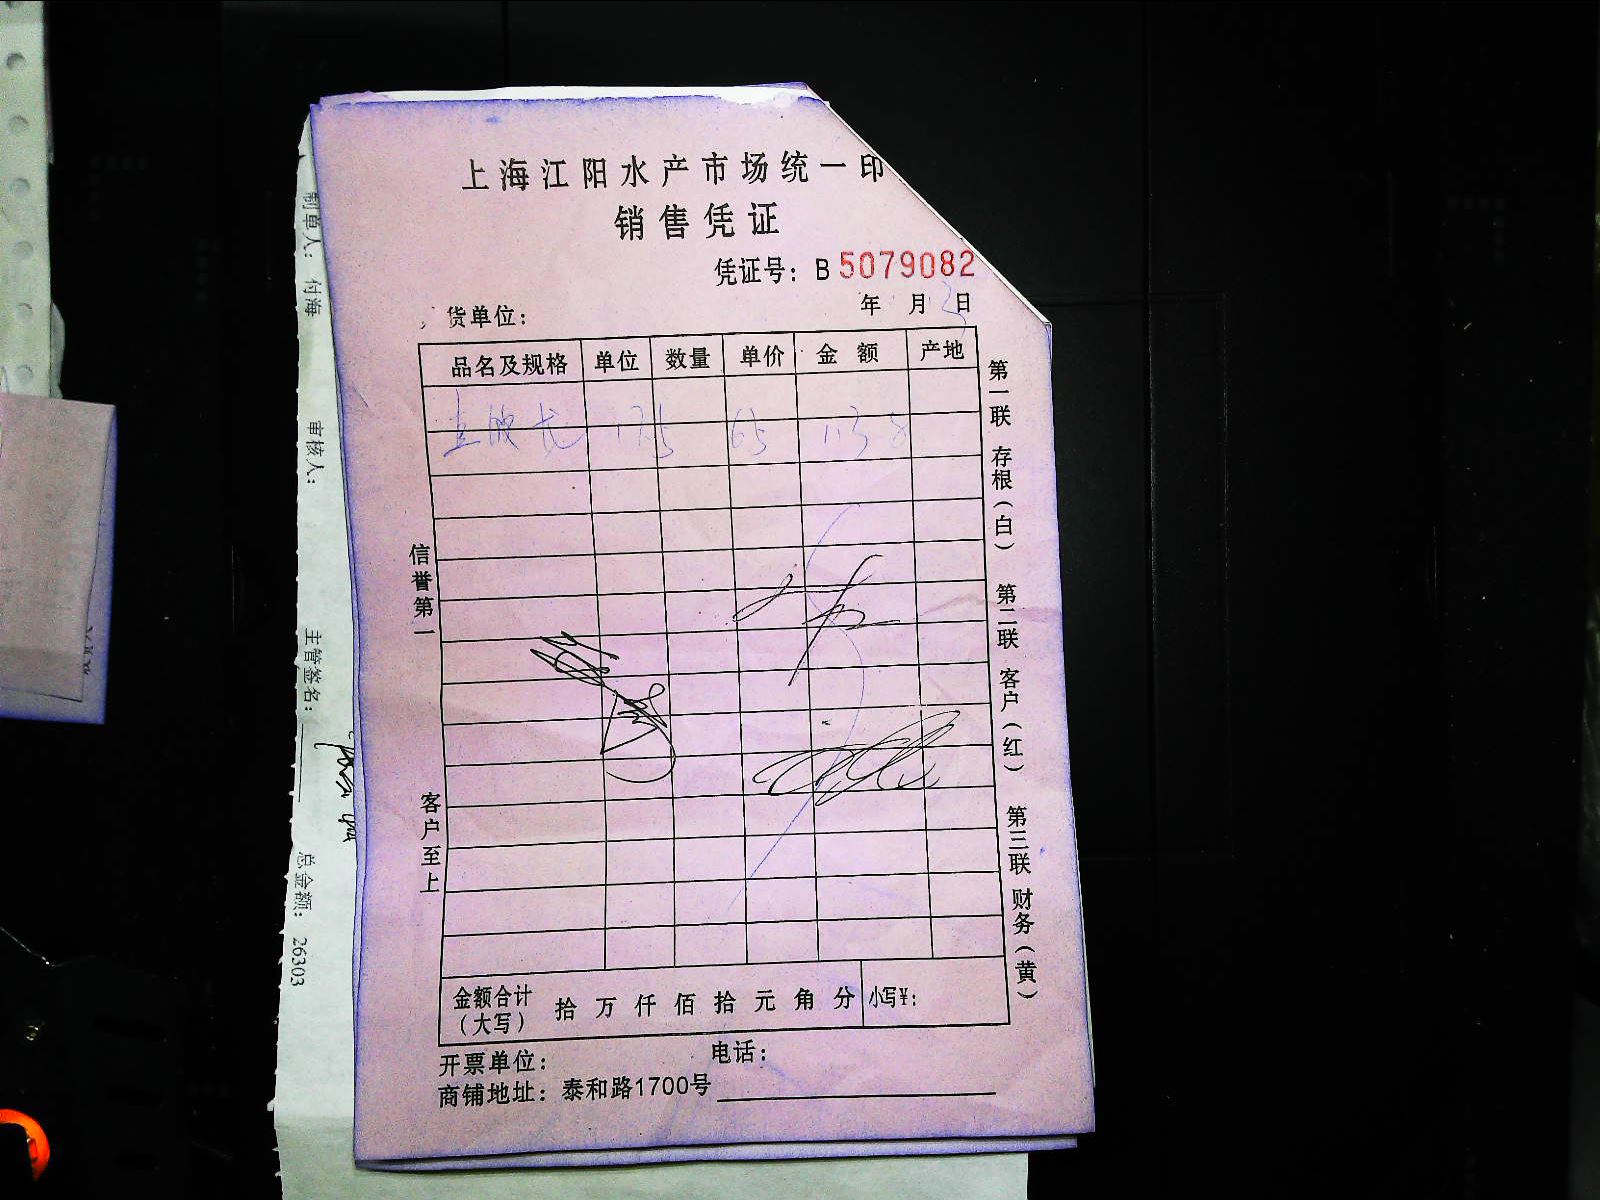 上海江阳水产市场统一印
销售凭证
凭证号：B 5079082
货单位： 年 月 日
品名及规格 单位 数量 单价 金 额 产地
波龙 175 65 1138
第一联 存根（白） 第二联 客户（红） 第三联 财务（黄）
信誉第一
客户至上
金额合计（大写） 拾 万 仟 佰 拾 元 角 分 小写¥：
开票单位： 电话：
商铺地址：泰和路1700号
制单人：付海 审核人： 主管签名： 总金额：26303